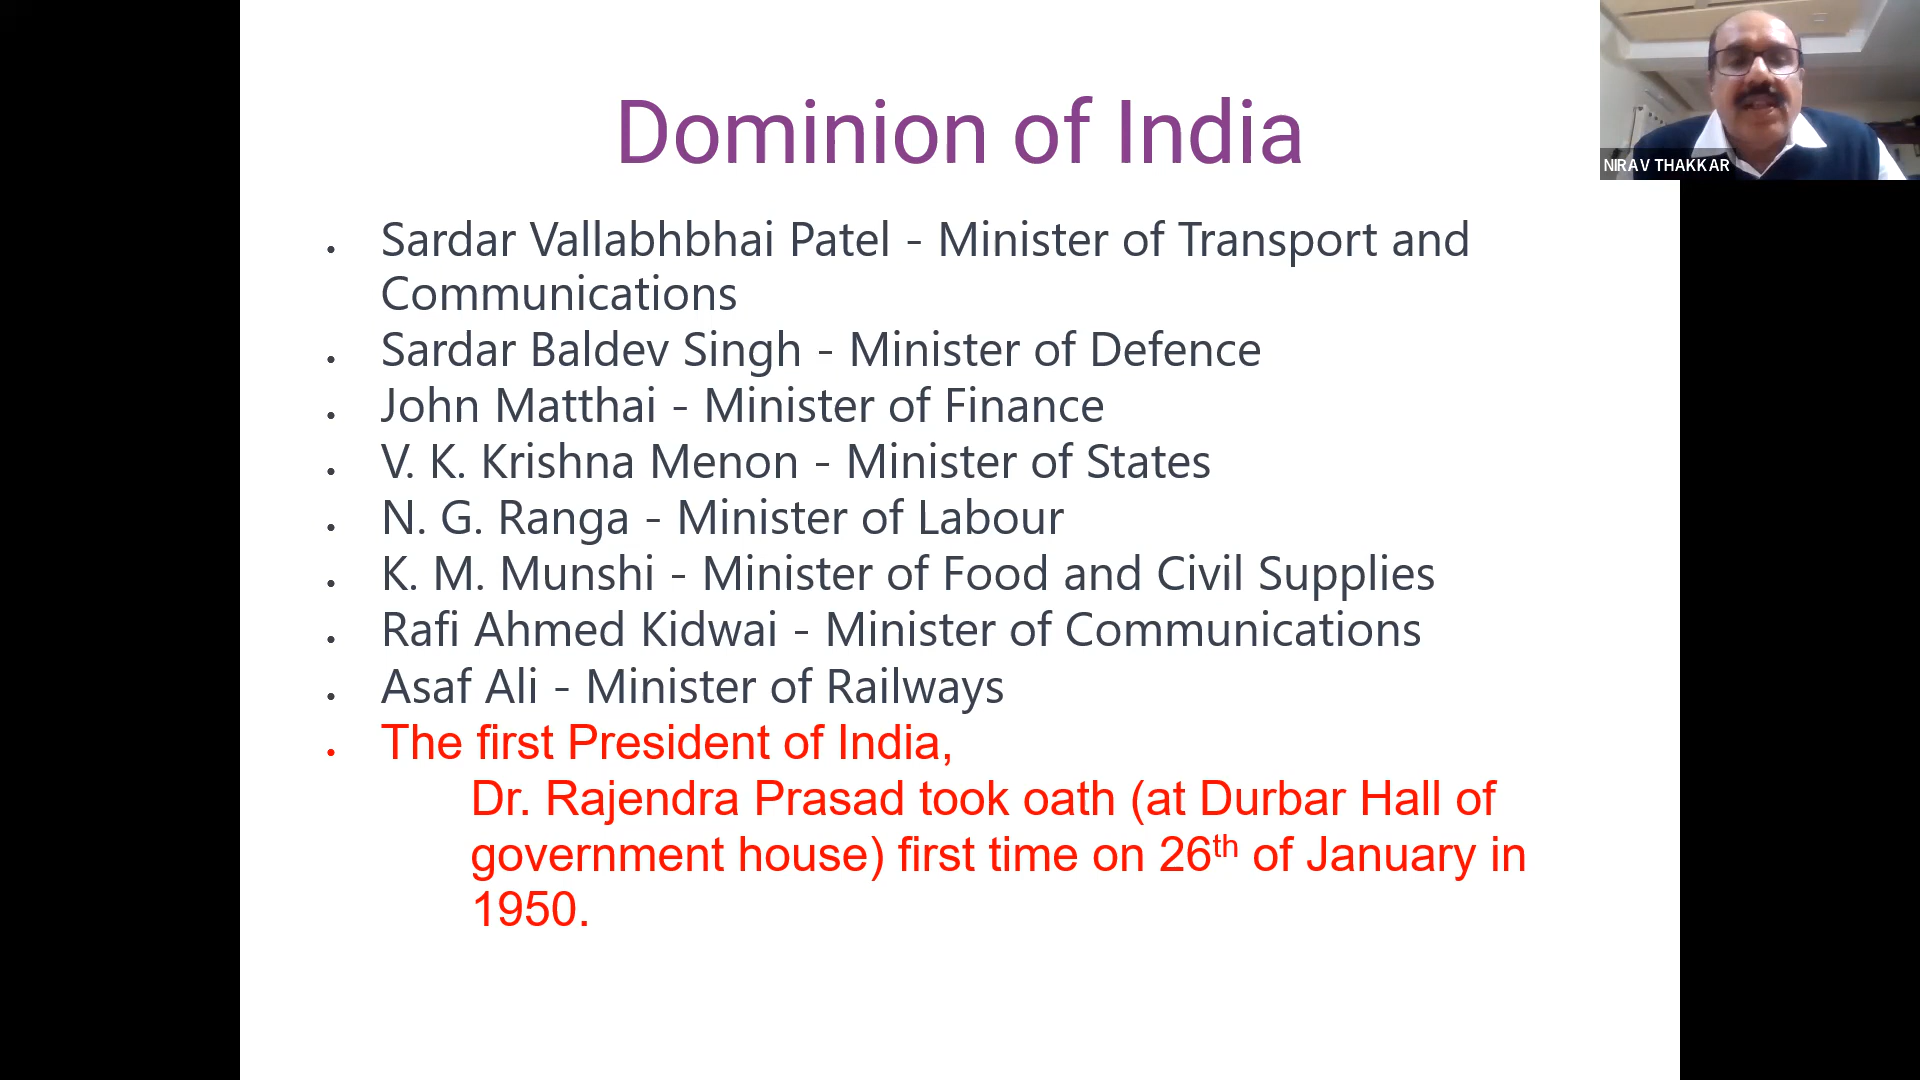 Dominion of India
NIRAV THAKKAR
• Sardar Vallabhbhai Patel - Minister of Transport and
Communications
• Sardar Baldev Singh - Minister of Defence
• John Matthai - Minister of Finance
• V. K. Krishna Menon - Minister of States
• N. G. Ranga - Minister of Labour
• K. M. Munshi - Minister of Food and Civil Supplies
• Rafi Ahmed Kidwai - Minister of Communications
• Asaf Ali - Minister of Railways
• The first President of India,
Dr. Rajendra Prasad took oath (at Durbar Hall of
government house) first time on 26th of January in
1950.